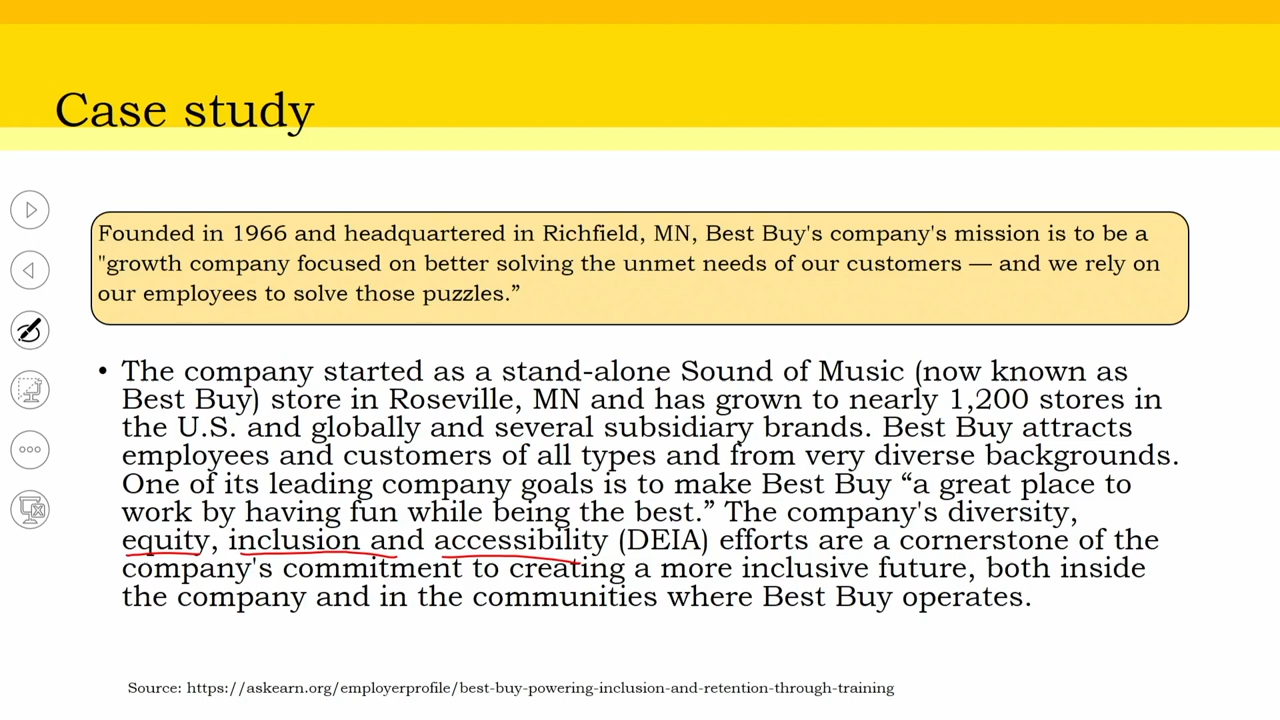 Case study
Founded in 1966 and headquartered in Richfield, MN, Best Buy's company's mission is to be a
"growth company focused on better solving the unmet needs of our customers — and we rely on
our employees to solve those puzzles.”
• The company started as a stand-alone Sound of Music (now known as
Best Buy) store in Roseville, MN and has grown to nearly 1,200 stores in
the U.S. and globally and several subsidiary brands. Best Buy attracts
employees and customers of all types and from very diverse backgrounds.
One of its leading company goals is to make Best Buy “a great place to
work by having fun while being the best.” The company's diversity,
equity, inclusion and accessibility (DEIA) efforts are a cornerstone of the
company's commitment to creating a more inclusive future, both inside
the company and in the communities where Best Buy operates.
Source: https://askearn.org/employerprofile/best-buy-powering-inclusion-and-retention-through-training